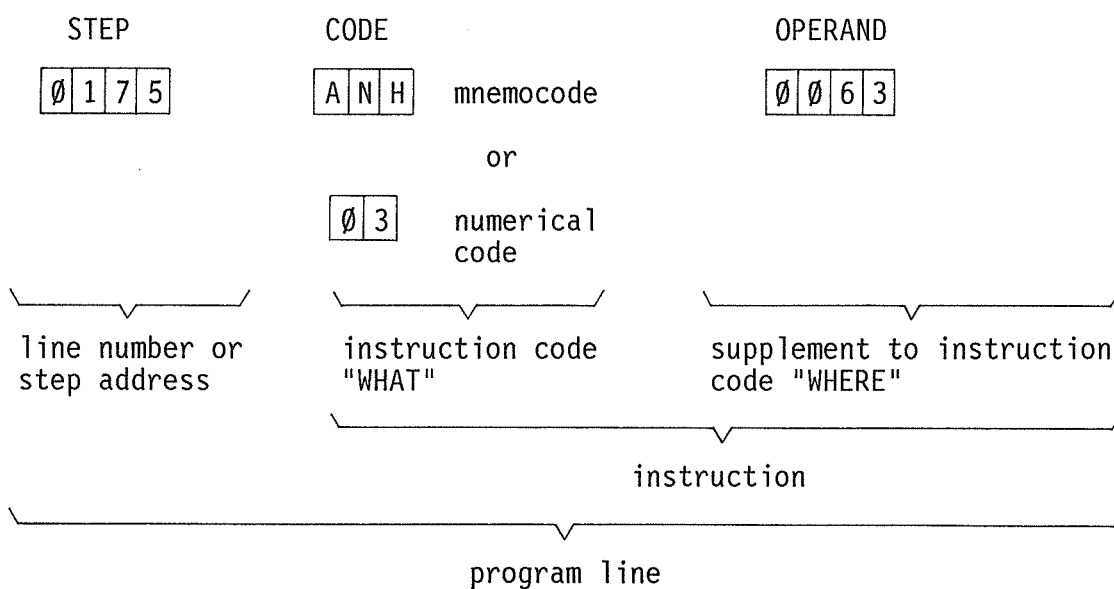 STEP CODE OPERAND
Ø175 ANH mnemocode ØØ63
or
Ø3 numerical
code
line number or
step address
instruction code
"WHAT"
supplement to instruction
code "WHERE"
instruction
program line